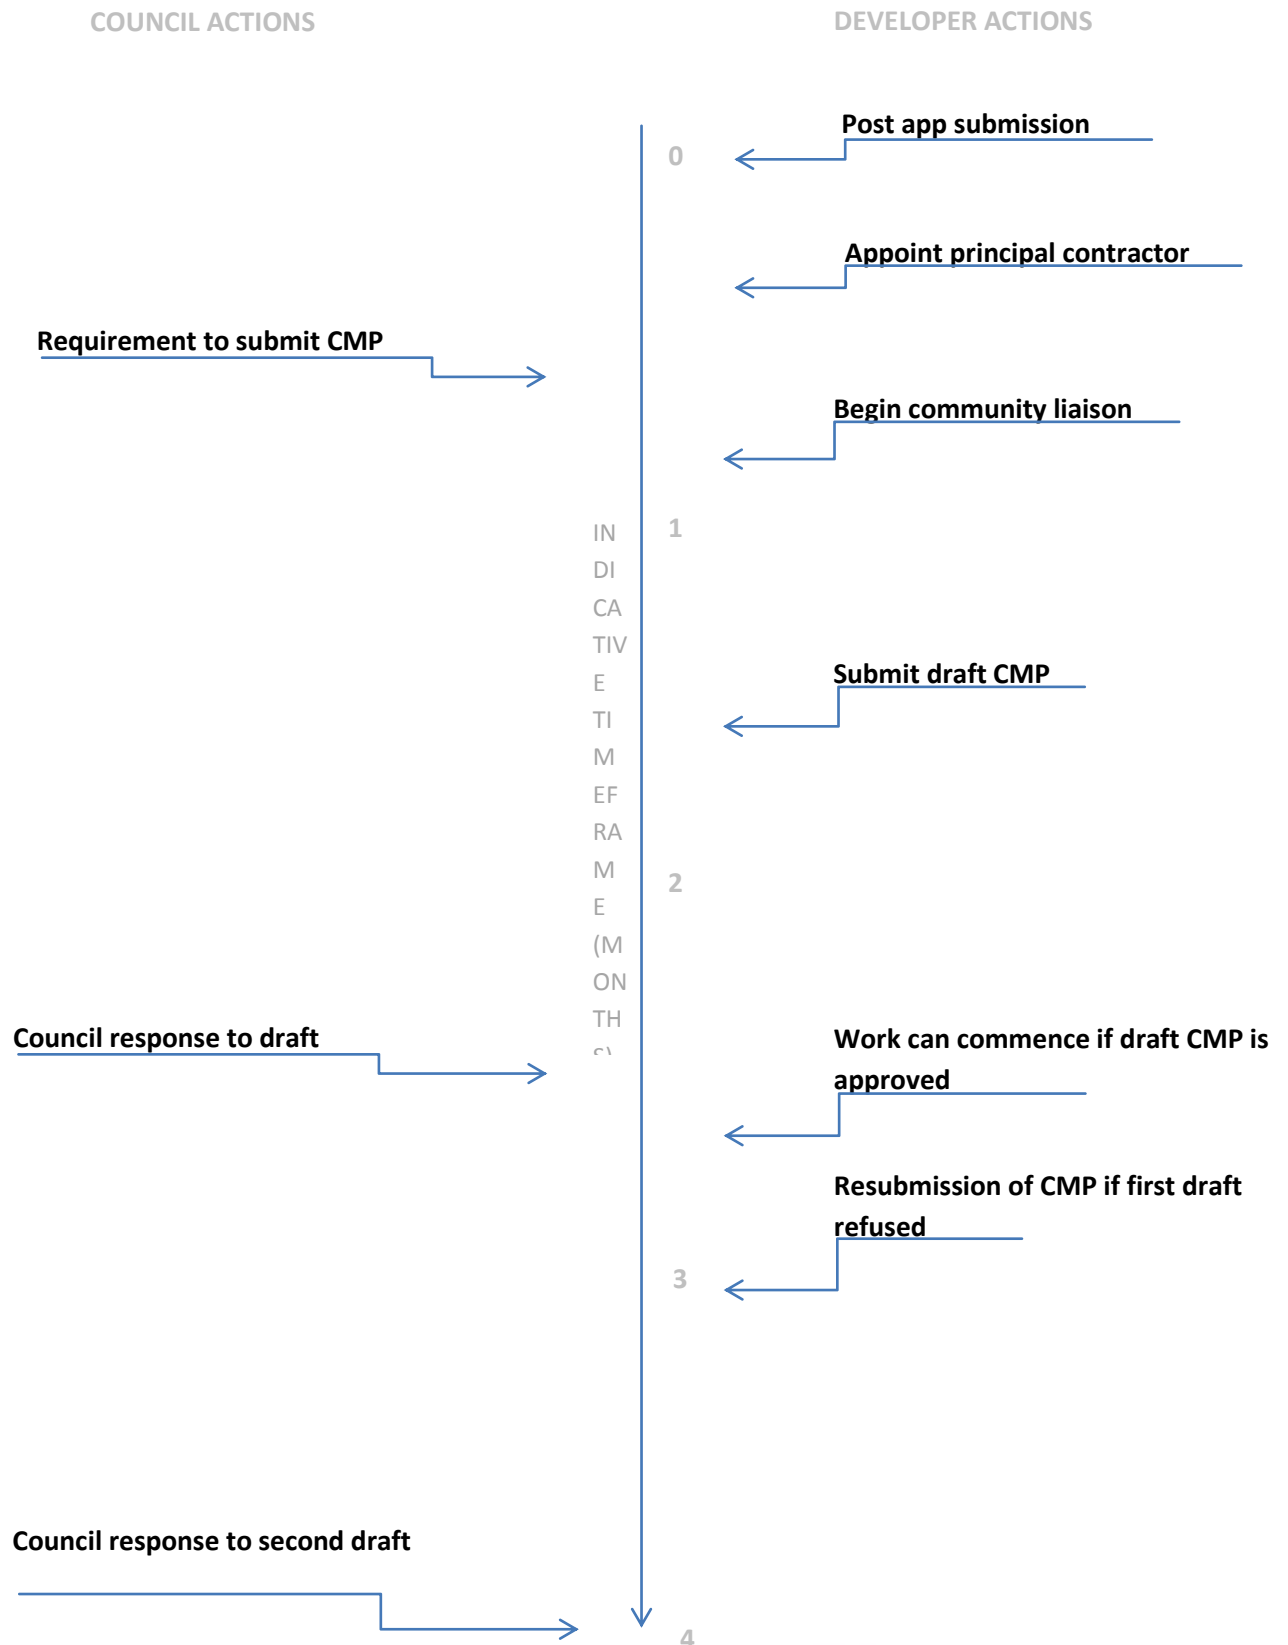 COUNCIL ACTIONS
DEVELOPER ACTIONS
Post app submission
0
Appoint principal contractor
Requirement to submit CMP
Begin community liaison
1
IN
DI
CA
TIV
E
TI
M
EF
RA
M
E
(M
ON
TH
S)
Submit draft CMP
2
Council response to draft
Work can commence if draft CMP is
approved
Resubmission of CMP if first draft
refused
3
Council response to second draft
4